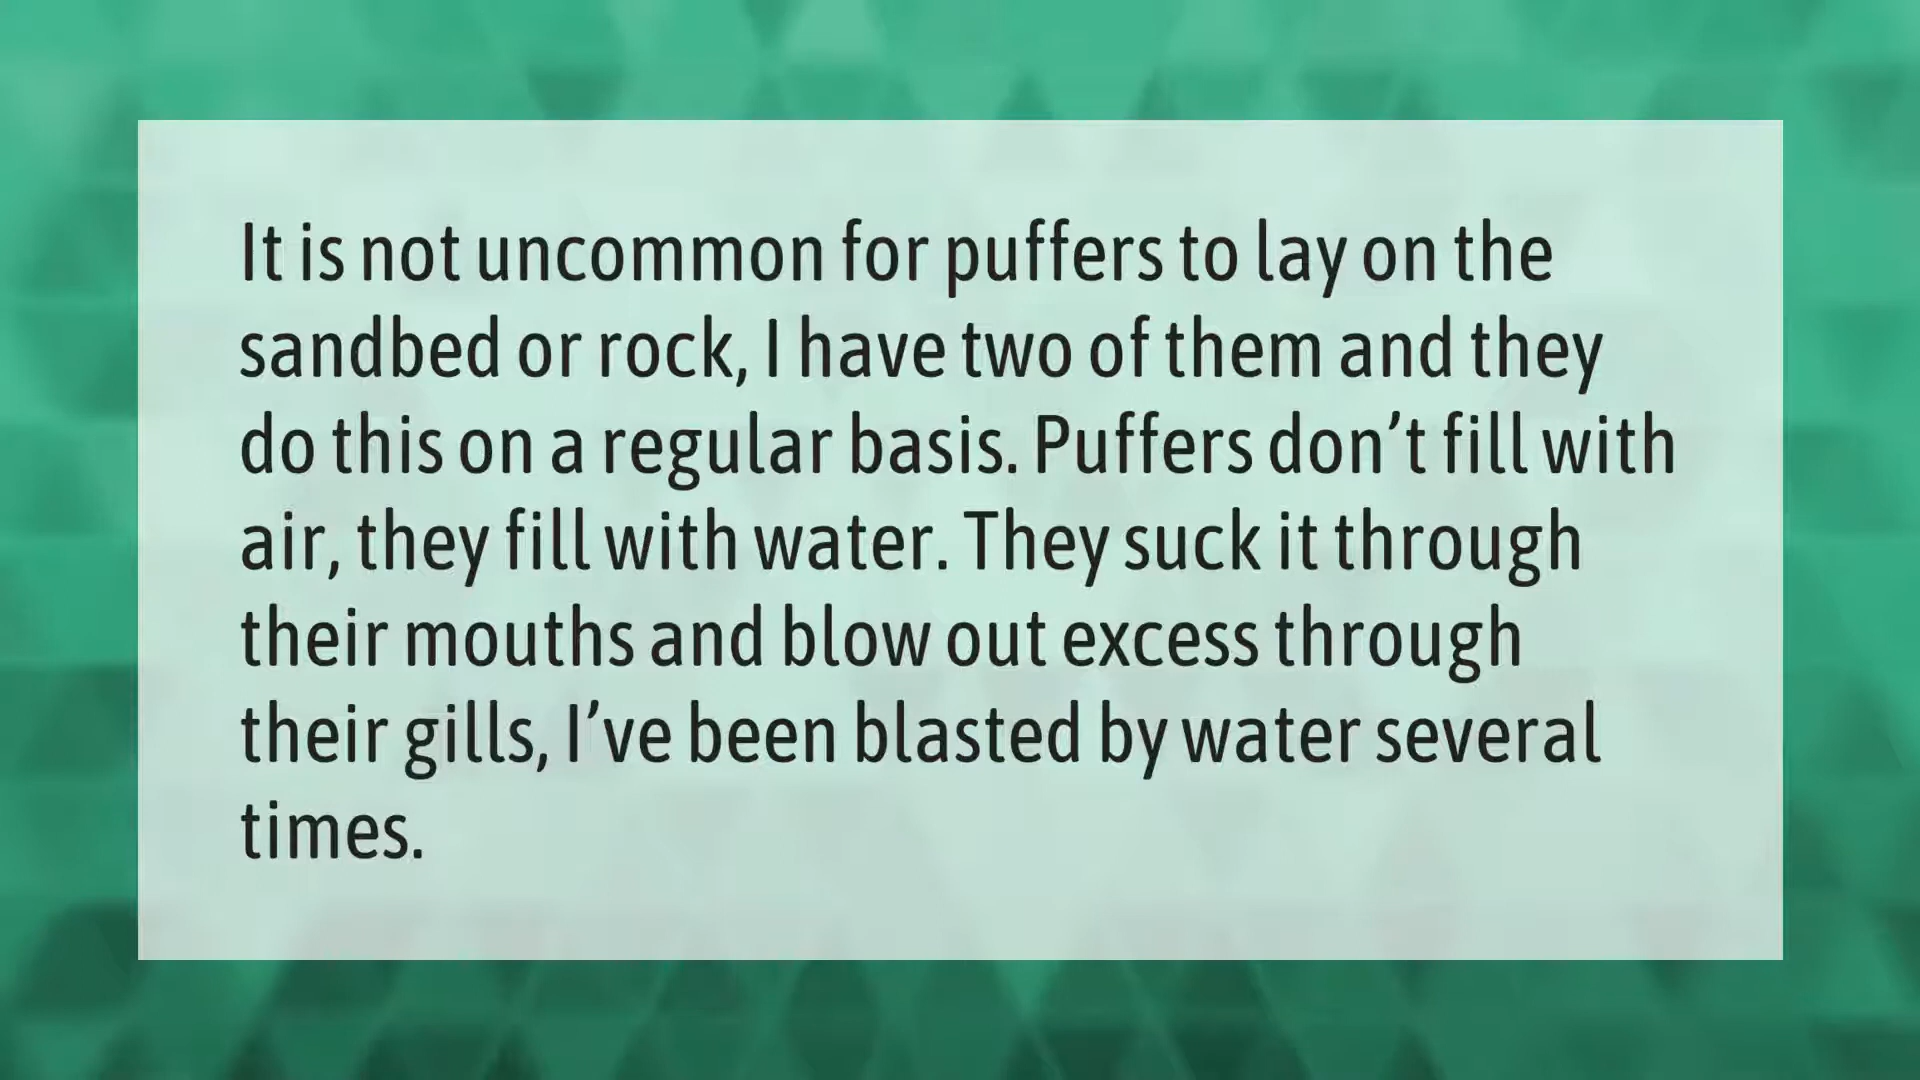 It is not uncommon for puffers to lay on the
sandbed or rock, I have two of them and they
do this on a regular basis. Puffers don’t fill with
air, they fill with water. They suck it through
their mouths and blow out excess through
their gills, I’ve been blasted by water several
times.